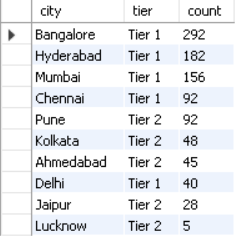 city tier count
Bangalore Tier 1 292
Hyderabad Tier 1 182
Mumbai Tier 1 156
Chennai Tier 1 92
Pune Tier 2 92
Kolkata Tier 2 48
Ahmedabad Tier 2 45
Delhi Tier 1 40
Jaipur Tier 2 28
Lucknow Tier 2 5